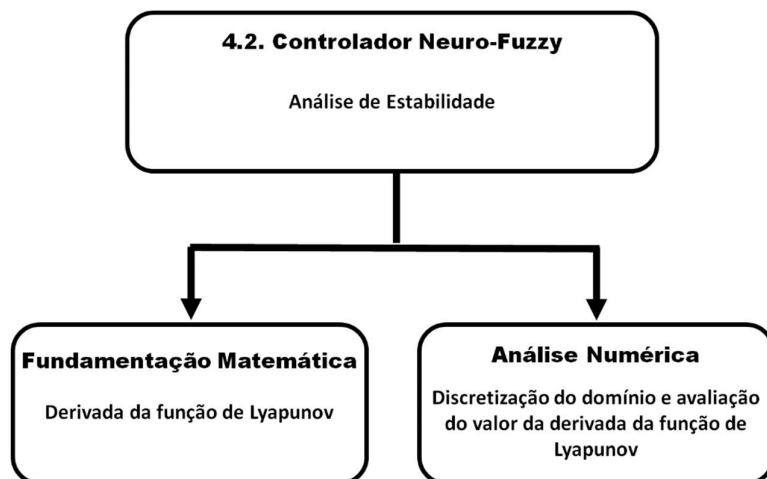 4.2. Controlador Neuro-Fuzzy
Análise de Estabilidade
Fundamentação Matemática
Derivada da função de Lyapunov
Análise Numérica
Discretização do domínio e avaliação
do valor da derivada da função de
Lyapunov